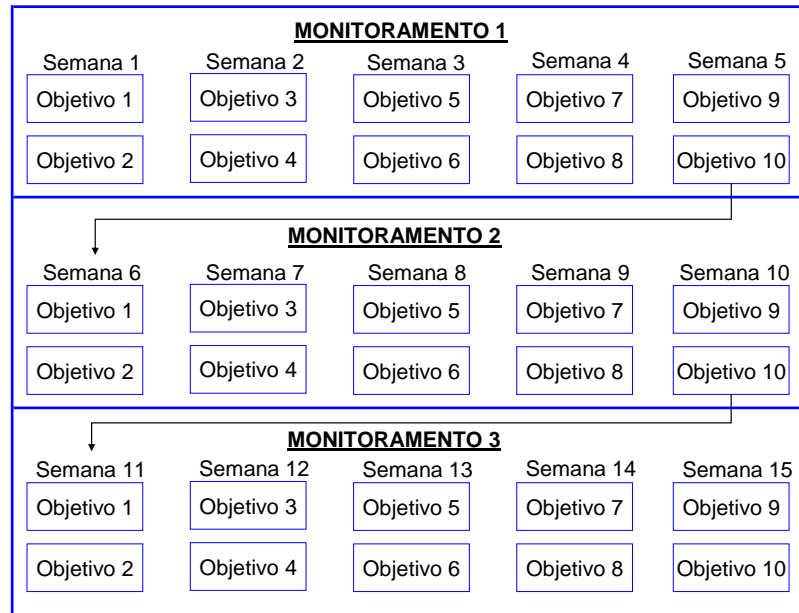 MONITORAMENTO 1
Semana 1 Semana 2 Semana 3 Semana 4 Semana 5
Objetivo 1 Objetivo 3 Objetivo 5 Objetivo 7 Objetivo 9
Objetivo 2 Objetivo 4 Objetivo 6 Objetivo 8 Objetivo 10
MONITORAMENTO 2
Semana 6 Semana 7 Semana 8 Semana 9 Semana 10
Objetivo 1 Objetivo 3 Objetivo 5 Objetivo 7 Objetivo 9
Objetivo 2 Objetivo 4 Objetivo 6 Objetivo 8 Objetivo 10
MONITORAMENTO 3
Semana 11 Semana 12 Semana 13 Semana 14 Semana 15
Objetivo 1 Objetivo 3 Objetivo 5 Objetivo 7 Objetivo 9
Objetivo 2 Objetivo 4 Objetivo 6 Objetivo 8 Objetivo 10